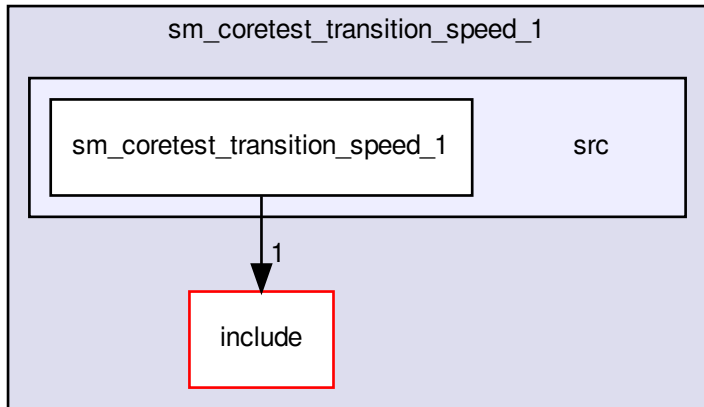 sm_coretest_transition_speed_1
sm_coretest_transition_speed_1
src
1
include